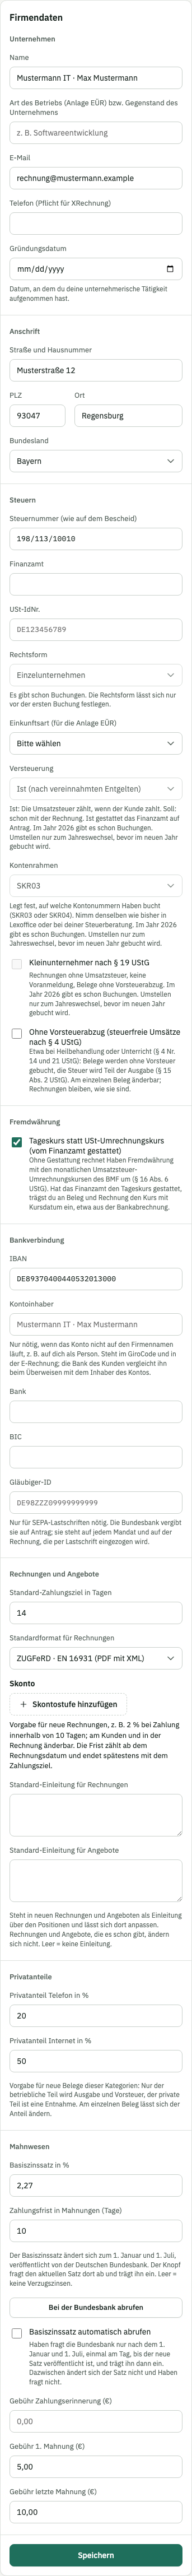 Firmendaten
Unternehmen
Name
Mustermann IT · Max Mustermann
Art des Betriebs (Anlage EÜR) bzw. Gegenstand des
Unternehmens
z. B. Softwareentwicklung
E-Mail
rechnung@mustermann.example
Telefon (Pflicht für XRechnung)
Gründungsdatum
mm/dd/yyyy
Datum, an dem du deine unternehmerische Tätigkeit
aufgenommen hast.
Anschrift
Straße und Hausnummer
Musterstraße 12
PLZ
Ort
93047
Regensburg
Bundesland
Bayern
Steuern
Steuernummer (wie auf dem Bescheid)
198/113/10010
Finanzamt
USt-IdNr.
DE123456789
Rechtsform
Einzelunternehmen
Es gibt schon Buchungen. Die Rechtsform lässt sich nur
vor der ersten Buchung festlegen.
Einkunftsart (für die Anlage EÜR)
Bitte wählen
Versteuerung
Ist (nach vereinnahmten Entgelten)
Ist: Die Umsatzsteuer zählt, wenn der Kunde zahlt. Soll:
schon mit der Rechnung. Ist gestattet das Finanzamt auf
Antrag. Im Jahr 2026 gibt es schon Buchungen.
Umstellen nur zum Jahreswechsel, bevor im neuen Jahr
gebucht wird.
Kontenrahmen
SKR03
Legt fest, auf welche Kontonummern Haben bucht
(SKR03 oder SKR04). Nimm denselben wie bisher in
Lexoffice oder bei deiner Steuerberatung. Im Jahr 2026
gibt es schon Buchungen. Umstellen nur zum
Jahreswechsel, bevor im neuen Jahr gebucht wird.
Kleinunternehmer nach § 19 UStG
Rechnungen ohne Umsatzsteuer, keine
Voranmeldung, Belege ohne Vorsteuerabzug. Im
Jahr 2026 gibt es schon Buchungen. Umstellen
nur zum Jahreswechsel, bevor im neuen Jahr
gebucht wird.
Ohne Vorsteuerabzug (steuerfreie Umsätze
nach § 4 UStG)
Etwa bei Heilbehandlung oder Unterricht (§ 4 Nr.
14 und 21 UStG): Belege werden ohne Vorsteuer
gebucht, die Steuer wird Teil der Ausgabe (§ 15
Abs. 2 UStG). Am einzelnen Beleg änderbar;
Rechnungen bleiben, wie sie sind.
Fremdwährung
Tageskurs statt USt-Umrechnungskurs
(vom Finanzamt gestattet)
Ohne Gestattung rechnet Haben Fremdwährung
mit den monatlichen Umsatzsteuer-
Umrechnungskursen des BMF um (§ 16 Abs. 6
UStG). Hat das Finanzamt den Tageskurs gestattet,
trägst du an Beleg und Rechnung den Kurs mit
Kursdatum ein, etwa aus der Bankabrechnung.
Bankverbindung
IBAN
DE89370400440532013000
Kontoinhaber
Mustermann IT · Max Mustermann
Nur nötig, wenn das Konto nicht auf den Firmennamen
läuft, z. B. auf dich als Person. Steht im GiroCode und in
der E-Rechnung; die Bank des Kunden vergleicht ihn
beim Überweisen mit dem Inhaber des Kontos.
Bank
BIC
Gläubiger-ID
DE98ZZZ09999999999
Nur für SEPA-Lastschriften nötig. Die Bundesbank vergibt
sie auf Antrag; sie steht auf jedem Mandat und auf der
Rechnung, die per Lastschrift eingezogen wird.
Rechnungen und Angebote
Standard-Zahlungsziel in Tagen
14
Standardformat für Rechnungen
ZUGFeRD · EN 16931 (PDF mit XML)
Skonto
+ Skontostufe hinzufügen
Vorgabe für neue Rechnungen, z. B. 2 % bei Zahlung
innerhalb von 10 Tagen; am Kunden und in der
Rechnung änderbar. Die Frist zählt ab dem
Rechnungsdatum und endet spätestens mit dem
Zahlungsziel.
Standard-Einleitung für Rechnungen
Standard-Einleitung für Angebote
Steht in neuen Rechnungen und Angeboten als Einleitung
über den Positionen und lässt sich dort anpassen.
Rechnungen und Angebote, die es schon gibt, ändern
sich nicht. Leer = keine Einleitung.
Privatanteile
Privatanteil Telefon in %
20
Privatanteil Internet in %
50
Vorgabe für neue Belege dieser Kategorien: Nur der
betriebliche Teil wird Ausgabe und Vorsteuer, der private
Teil ist eine Entnahme. Am einzelnen Beleg lässt sich der
Anteil ändern.
Mahnwesen
Basiszinssatz in %
2,27
Zahlungsfrist in Mahnungen (Tage)
10
Der Basiszinssatz ändert sich zum 1. Januar und 1. Juli,
veröffentlicht von der Deutschen Bundesbank. Der Knopf
fragt den aktuellen Satz dort ab und trägt ihn ein. Leer =
keine Verzugszinsen.
Bei der Bundesbank abrufen
Basiszinssatz automatisch abrufen
Haben fragt die Bundesbank nur nach dem 1.
Januar und 1. Juli, einmal am Tag, bis der neue
Satz veröffentlicht ist, und trägt ihn dann ein.
Dazwischen ändert sich der Satz nicht und Haben
fragt nicht.
Gebühr Zahlungserinnerung (€)
0,00
Gebühr 1. Mahnung (€)
5,00
Gebühr letzte Mahnung (€)
10,00
Speichern